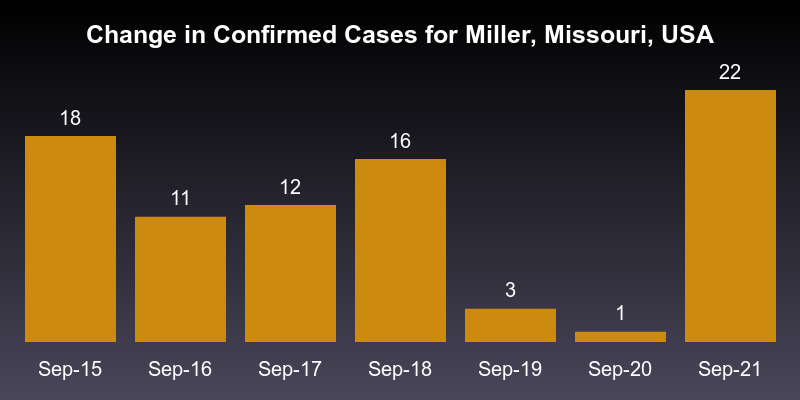 Change in Confirmed Cases for Miller, Missouri, USA
18
11
12
16
3
1
22
Sep-15
Sep-16
Sep-17
Sep-18
Sep-19
Sep-20
Sep-21